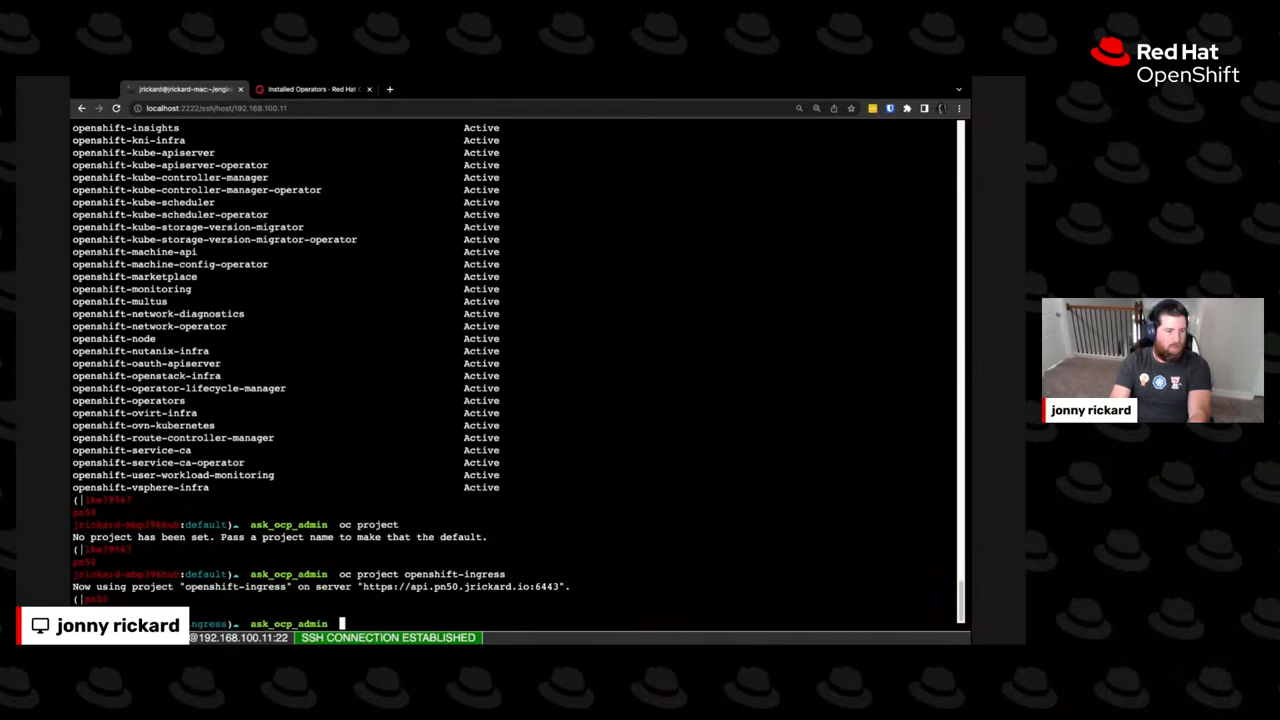 Red Hat
OpenShift
jrickard@jrickard-mac:~/engin
Installed Operators - Red Hat
localhost:2222/ssh/host/192.168.100.11
openshift-insights Active
openshift-kni-infra Active
openshift-kube-apiserver Active
openshift-kube-apiserver-operator Active
openshift-kube-controller-manager Active
openshift-kube-controller-manager-operator Active
openshift-kube-scheduler Active
openshift-kube-scheduler-operator Active
openshift-kube-storage-version-migrator Active
openshift-kube-storage-version-migrator-operator Active
openshift-machine-api Active
openshift-machine-config-operator Active
openshift-marketplace Active
openshift-monitoring Active
openshift-multus Active
openshift-network-diagnostics Active
openshift-network-operator Active
openshift-node Active
openshift-nutanix-infra Active
openshift-oauth-apiserver Active
openshift-openstack-infra Active
openshift-operator-lifecycle-manager Active
openshift-operators Active
openshift-ovirt-infra Active
openshift-ovn-kubernetes Active
openshift-route-controller-manager Active
openshift-service-ca Active
openshift-service-ca-operator Active
openshift-user-workload-monitoring Active
openshift-vsphere-infra Active
(|
pn50
:default) ask_ocp_admin oc project
No project has been set. Pass a project name to make that the default.
(|
pn50
:default) ask_ocp_admin oc project openshift-ingress
Now using project "openshift-ingress" on server "https://api.pn50.jrickard.io:6443".
(|pn50
ingress) ask_ocp_admin
@192.168.100.11:22 SSH CONNECTION ESTABLISHED
jonny rickard
jonny rickard